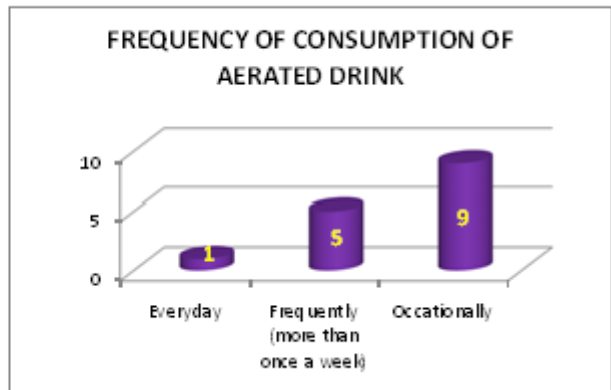 FREQUENCY OF CONSUMPTION OF
AERATED DRINK
10
5
0
1
5
9
Everyday
Frequently
(more than
once a week)
Occationally